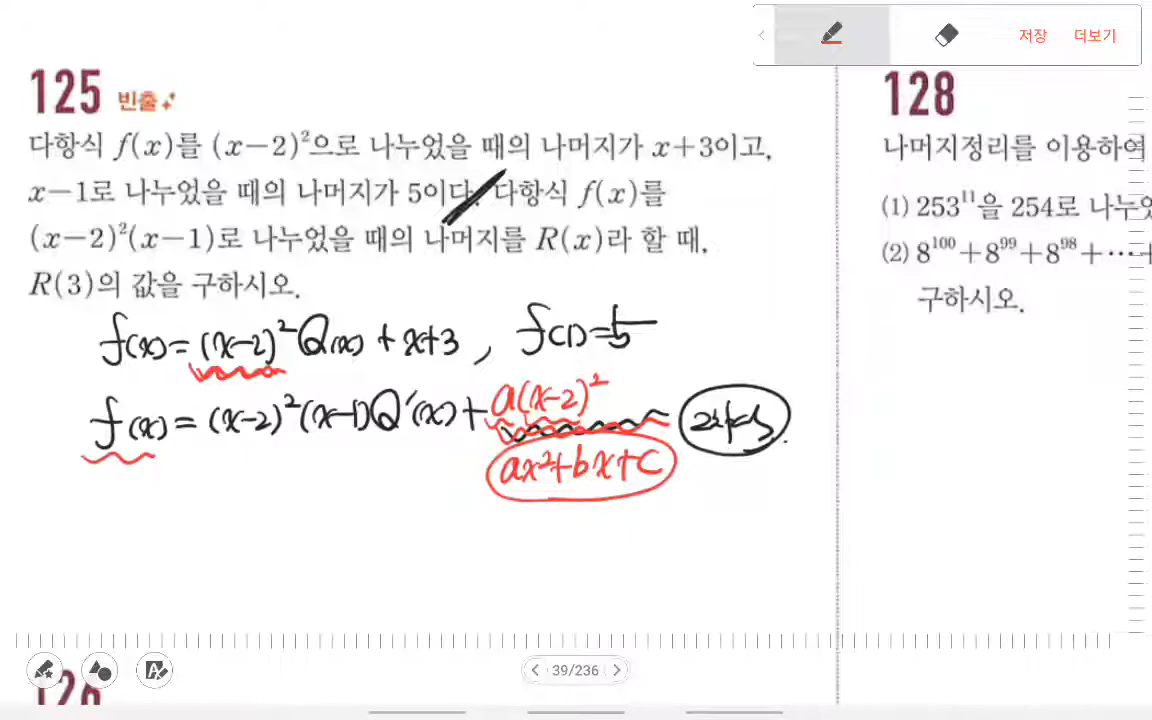 저장 더보기
125 빈출
다항식 f(x)를 (x-2)²으로 나누었을 때의 나머지가 x+3이고,
x-1로 나누었을 때의 나머지가 5이다. 다항식 f(x)를
(x-2)²(x-1)로 나누었을 때의 나머지를 R(x)라 할 때,
R(3)의 값을 구하시오.
f(x)=(x-2)²Q(x)+x+3, f(1)=5
f(x)=(x-2)²(x-1)Q'(x)+a(x-2)²
ax²+bx+c
128
나머지정리를 이용하여
(1) 253¹¹을 254로 나누었
(2) 8¹⁰⁰+8⁹⁹+8⁹⁸+⋯+
구하시오.
39/236
126